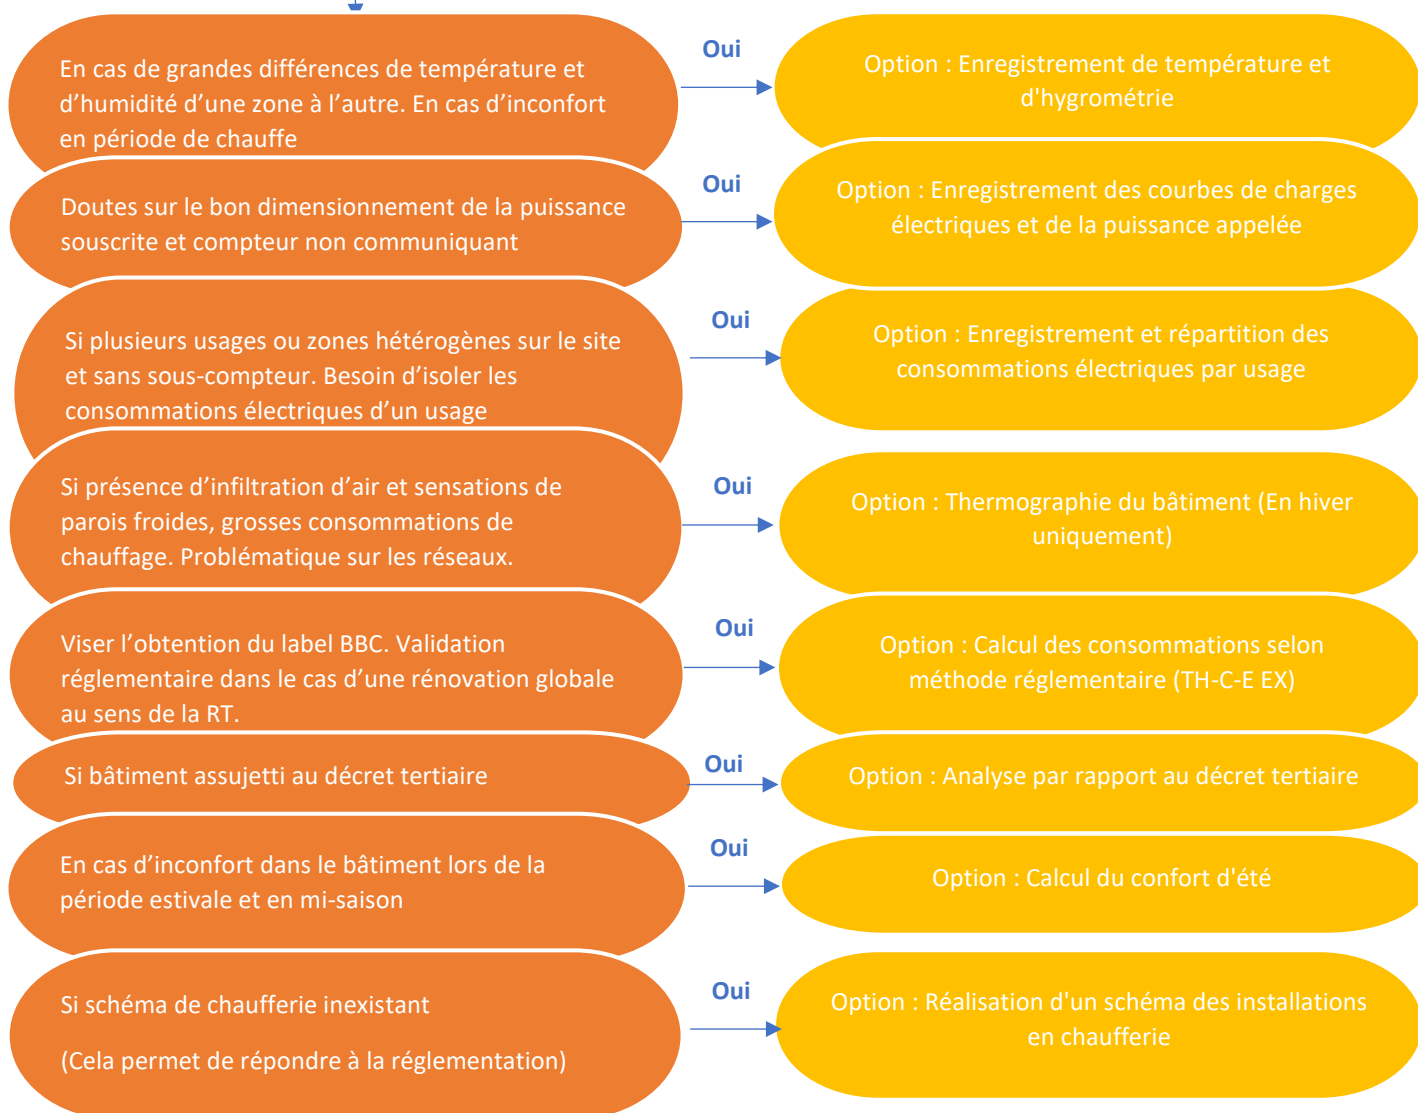 En cas de grandes différences de température et
d’humidité d’une zone à l’autre. En cas d’inconfort
en période de chauffe
Oui
Option : Enregistrement de température et
d'hygrométrie
Doutes sur le bon dimensionnement de la puissance
souscrite et compteur non communiquant
Oui
Option : Enregistrement des courbes de charges
électriques et de la puissance appelée
Si plusieurs usages ou zones hétérogènes sur le site
et sans sous-compteur. Besoin d’isoler les
consommations électriques d’un usage
Oui
Option : Enregistrement et répartition des
consommations électriques par usage
Si présence d’infiltration d’air et sensations de
parois froides, grosses consommations de
chauffage. Problématique sur les réseaux.
Oui
Option : Thermographie du bâtiment (En hiver
uniquement)
Viser l’obtention du label BBC. Validation
réglementaire dans le cas d’une rénovation globale
au sens de la RT.
Oui
Option : Calcul des consommations selon
méthode réglementaire (TH-C-E EX)
Si bâtiment assujetti au décret tertiaire
Oui
Option : Analyse par rapport au décret tertiaire
En cas d’inconfort dans le bâtiment lors de la
période estivale et en mi-saison
Oui
Option : Calcul du confort d'été
Si schéma de chaufferie inexistant
(Cela permet de répondre à la réglementation)
Oui
Option : Réalisation d'un schéma des installations
en chaufferie